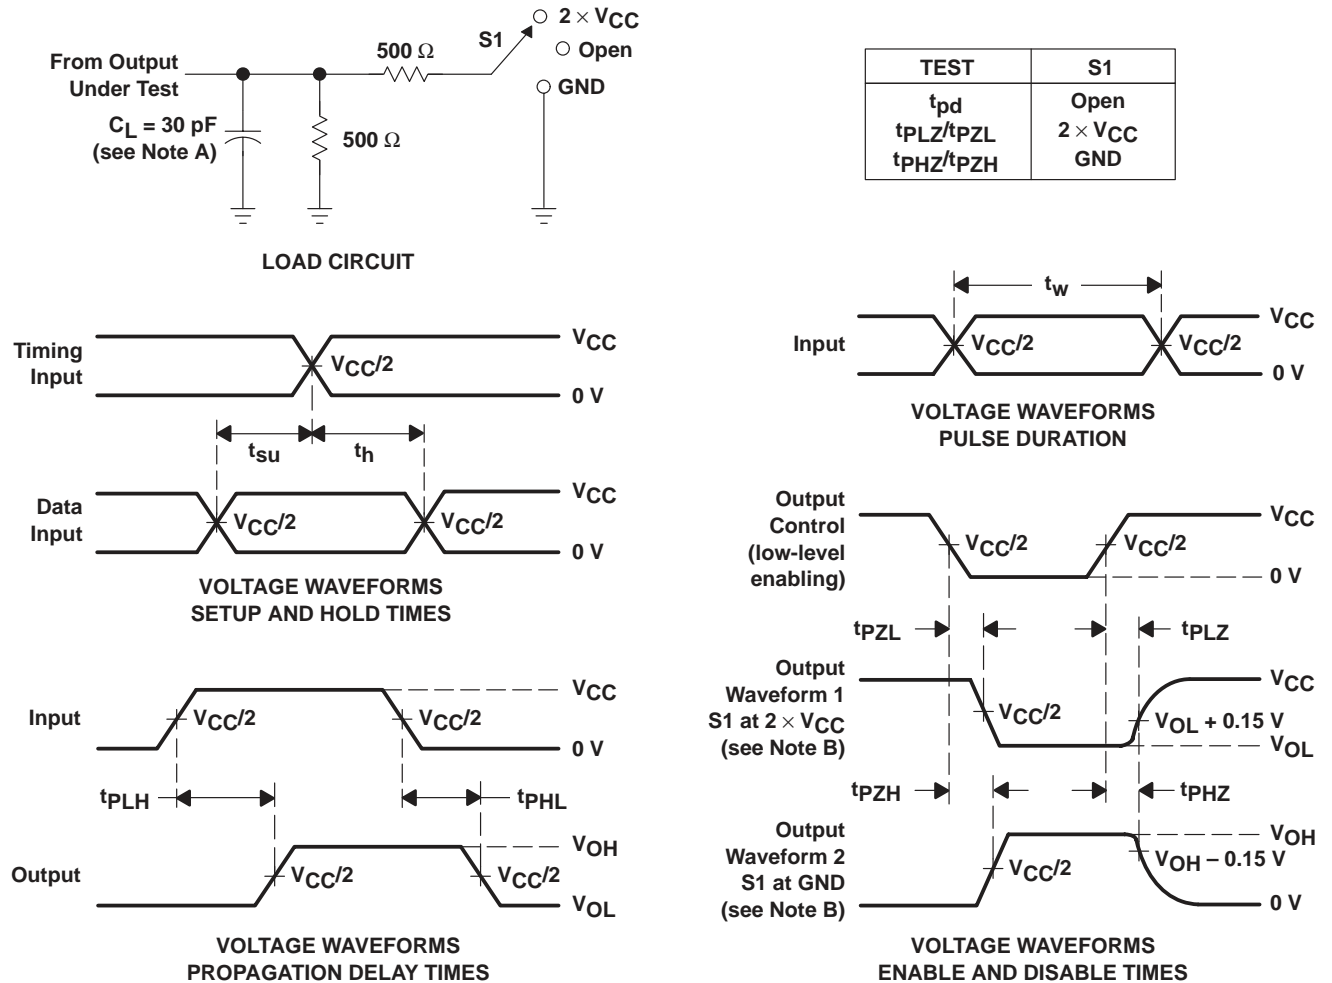 From Output
Under Test
C_L = 30 pF
(see Note A)
500 Ω
500 Ω
S1
2 × V_CC
Open
GND
LOAD CIRCUIT
TEST S1
t_pd Open
t_PLZ/t_PZL 2 × V_CC
t_PHZ/t_PZH GND
Timing
Input
V_CC/2
V_CC
0 V
t_su
t_h
Data
Input
V_CC/2
V_CC/2
V_CC
0 V
VOLTAGE WAVEFORMS
SETUP AND HOLD TIMES
t_w
Input
V_CC/2
V_CC/2
V_CC
0 V
VOLTAGE WAVEFORMS
PULSE DURATION
Input
V_CC/2
V_CC/2
V_CC
0 V
t_PLH
t_PHL
Output
V_CC/2
V_CC/2
V_OH
V_OL
VOLTAGE WAVEFORMS
PROPAGATION DELAY TIMES
Output
Control
(low-level
enabling)
V_CC/2
V_CC/2
V_CC
0 V
t_PZL
t_PLZ
Output
Waveform 1
S1 at 2 × V_CC
(see Note B)
V_CC/2
V_CC
V_OL + 0.15 V
V_OL
t_PZH
t_PHZ
Output
Waveform 2
S1 at GND
(see Note B)
V_CC/2
V_OH
V_OH – 0.15 V
0 V
VOLTAGE WAVEFORMS
ENABLE AND DISABLE TIMES